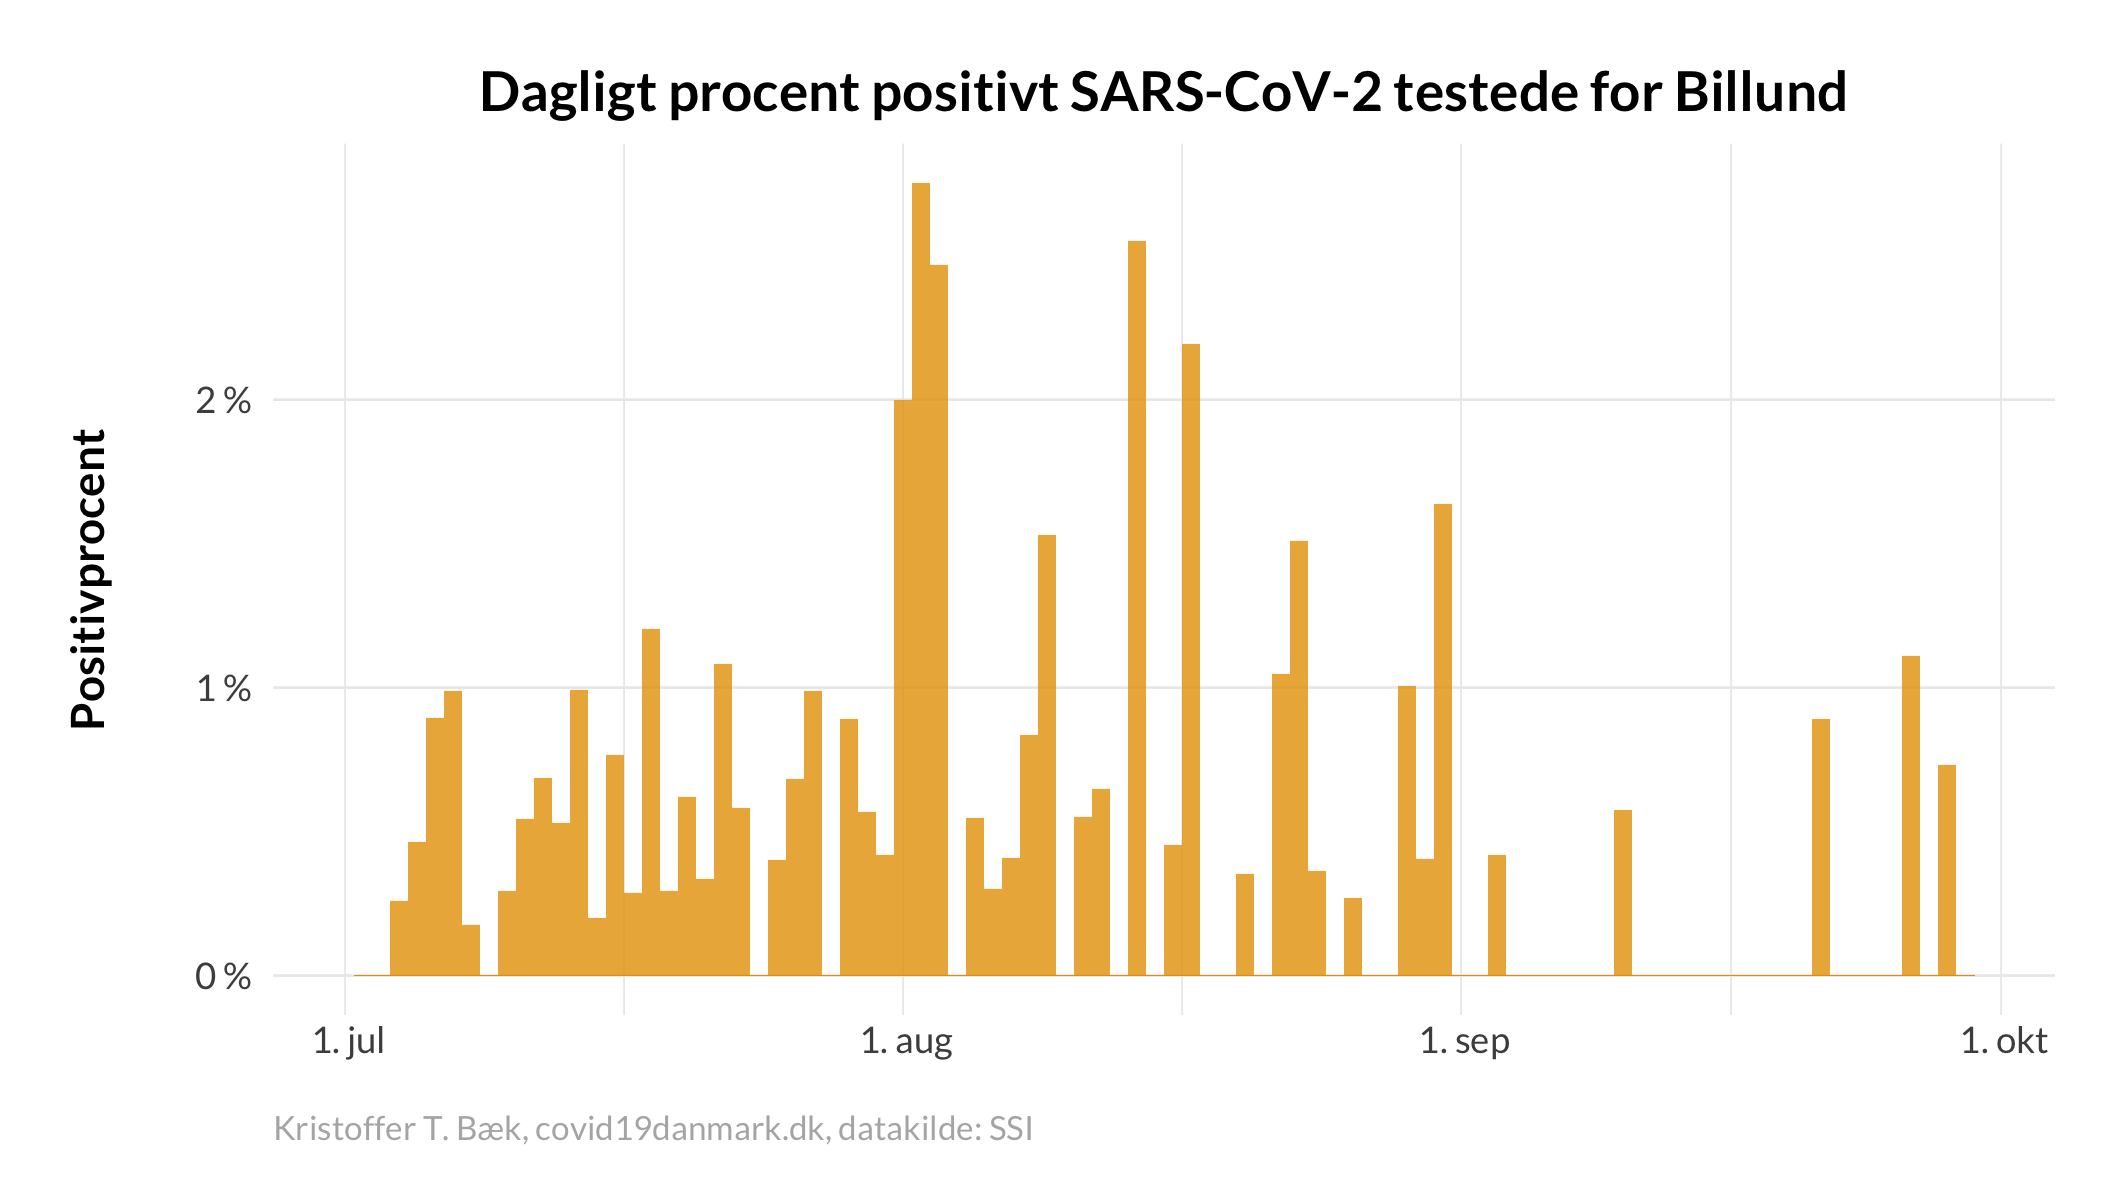 Dagligt procent positivt SARS-CoV-2 testede for Billund
Positivprocent
2 %
1 %
0 %
1. jul
1. aug
1. sep
1. okt
Kristoffer T. Bæk, covid19danmark.dk, datakilde: SSI